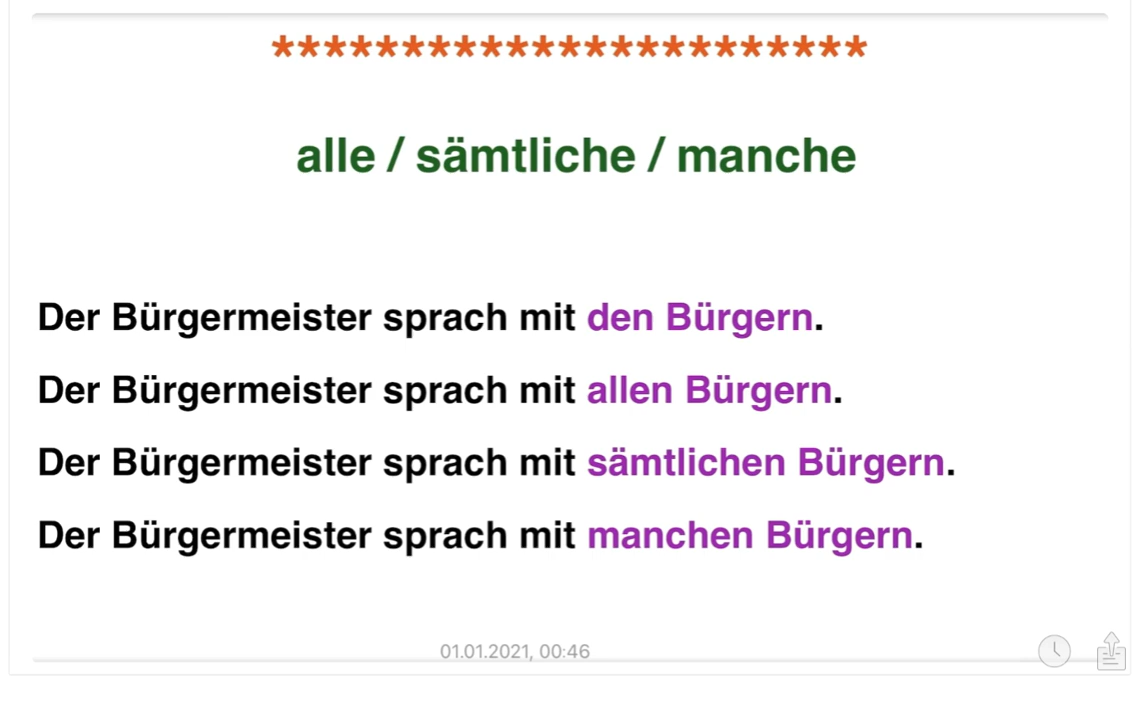 ***********************
alle / sämtliche / manche
Der Bürgermeister sprach mit den Bürgern.
Der Bürgermeister sprach mit allen Bürgern.
Der Bürgermeister sprach mit sämtlichen Bürgern.
Der Bürgermeister sprach mit manchen Bürgern.
01.01.2021, 00:46